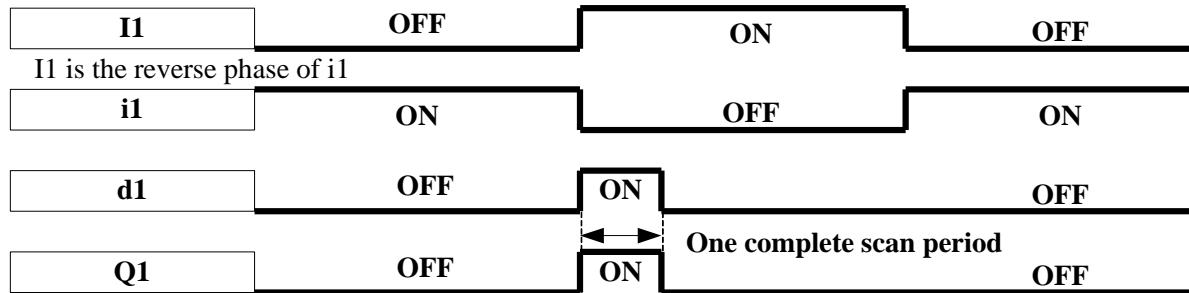 I1 OFF ON OFF
I1 is the reverse phase of i1
i1 ON OFF ON
d1 OFF ON OFF
One complete scan period
Q1 OFF ON OFF